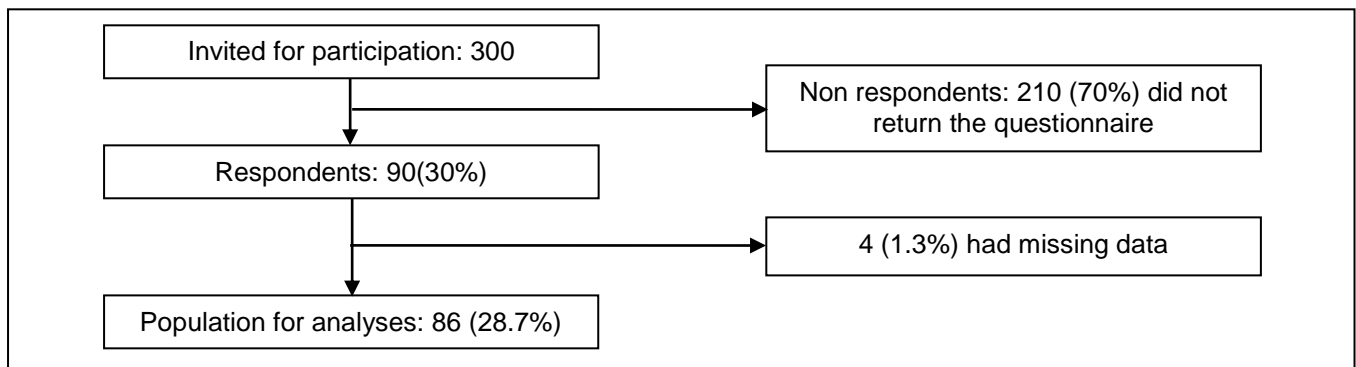 Invited for participation: 300
Non respondents: 210 (70%) did not
return the questionnaire
Respondents: 90(30%)
4 (1.3%) had missing data
Population for analyses: 86 (28.7%)